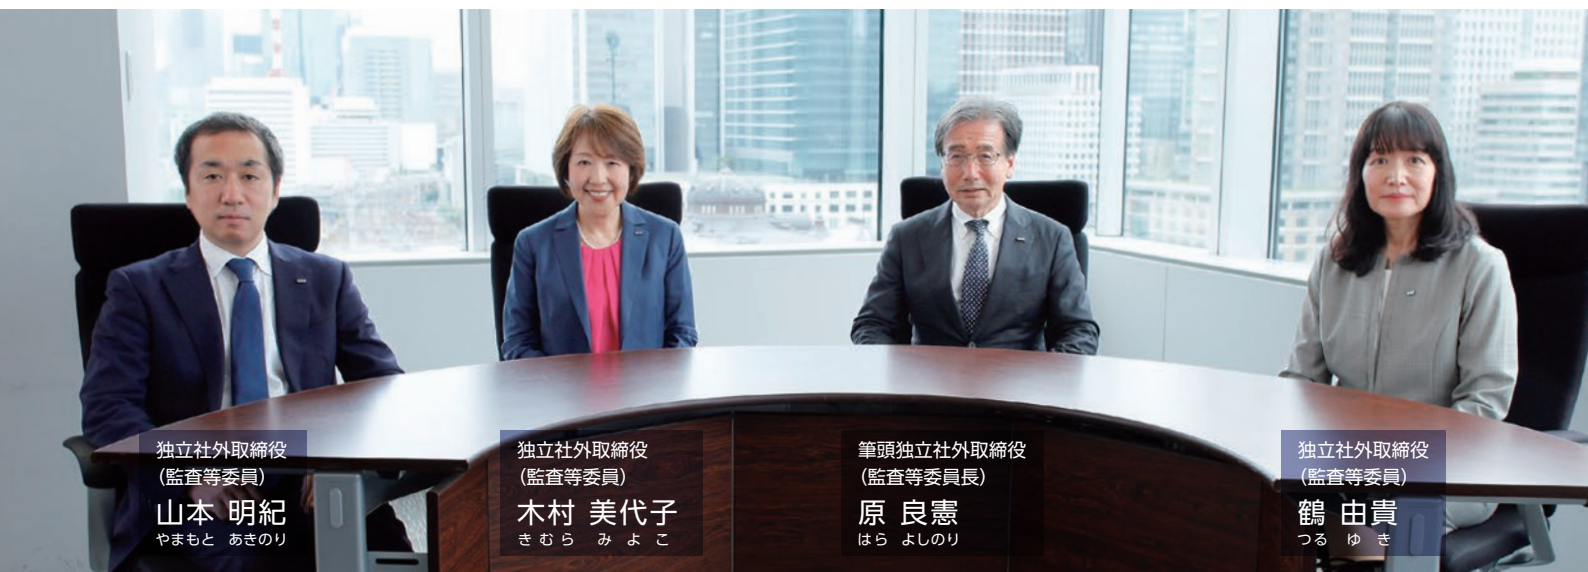 独立社外取締役
（監査等委員）
山本 明紀
やまもと あきのり
独立社外取締役
（監査等委員）
木村 美代子
きむら みよこ
筆頭独立社外取締役
（監査等委員長）
原 良憲
はら よしのり
独立社外取締役
（監査等委員）
鶴 由貴
つる ゆき